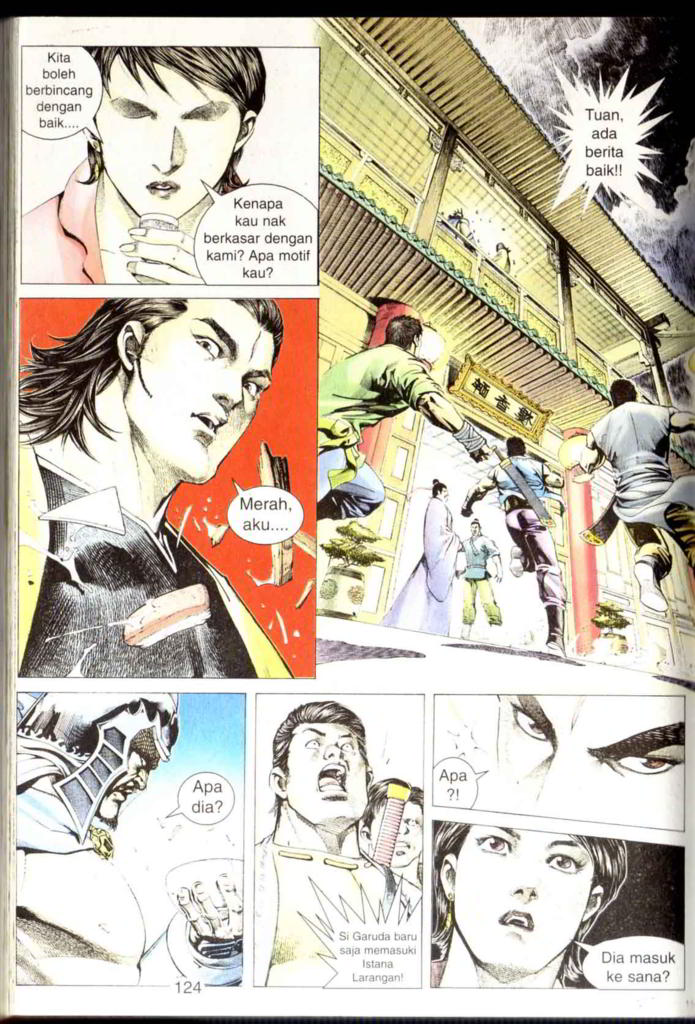 Kita
boleh
berbincang
dengan
baik....
Kenapa
kau nak
berkasar dengan
kami? Apa motif
kau?
Tuan,
ada
berita
baik!!
Merah,
aku....
Apa
dia?
Si Garuda baru
saja memasuki
Istana
Larangan!
Apa
?!
Dia masuk
ke sana?
124